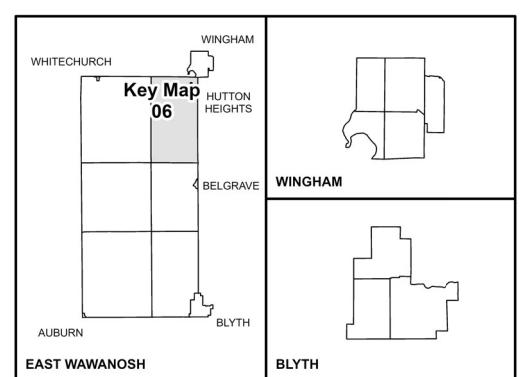 WINGHAM
WHITECHURCH
Key Map
06
HUTTON
HEIGHTS
BELGRAVE
BLYTH
AUBURN
EAST WAWANOSH
WINGHAM
BLYTH